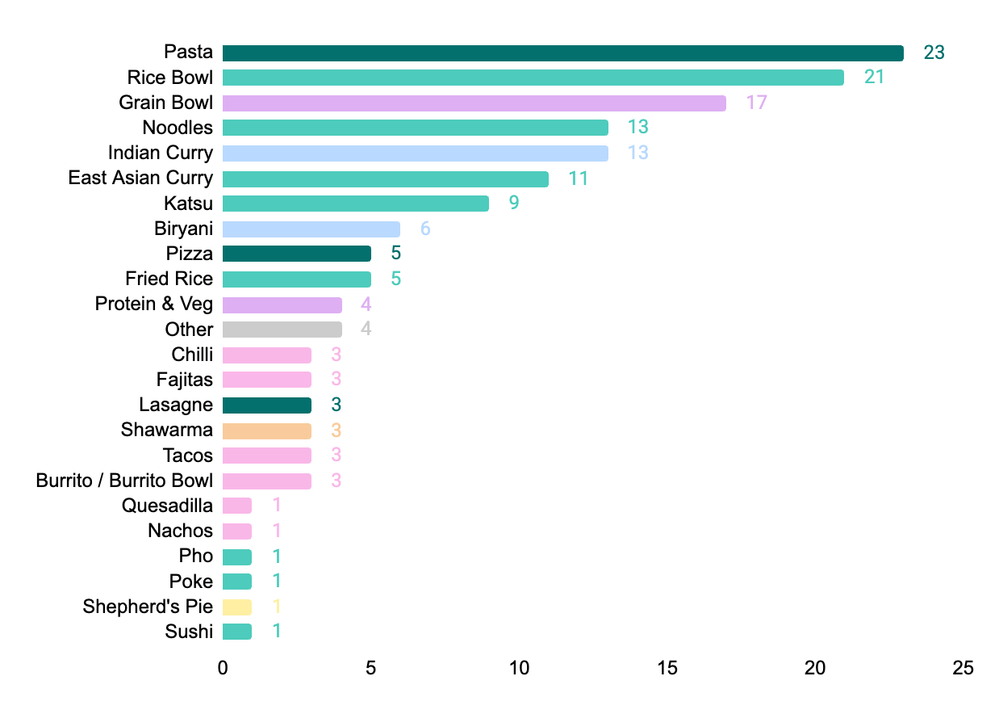 Pasta 23
Rice Bowl 21
Grain Bowl 17
Noodles 13
Indian Curry 13
East Asian Curry 11
Katsu 9
Biryani 6
Pizza 5
Fried Rice 5
Protein & Veg 4
Other 4
Chilli 3
Fajitas 3
Lasagne 3
Shawarma 3
Tacos 3
Burrito / Burrito Bowl 3
Quesadilla 1
Nachos 1
Pho 1
Poke 1
Shepherd's Pie 1
Sushi 1
0 5 10 15 20 25